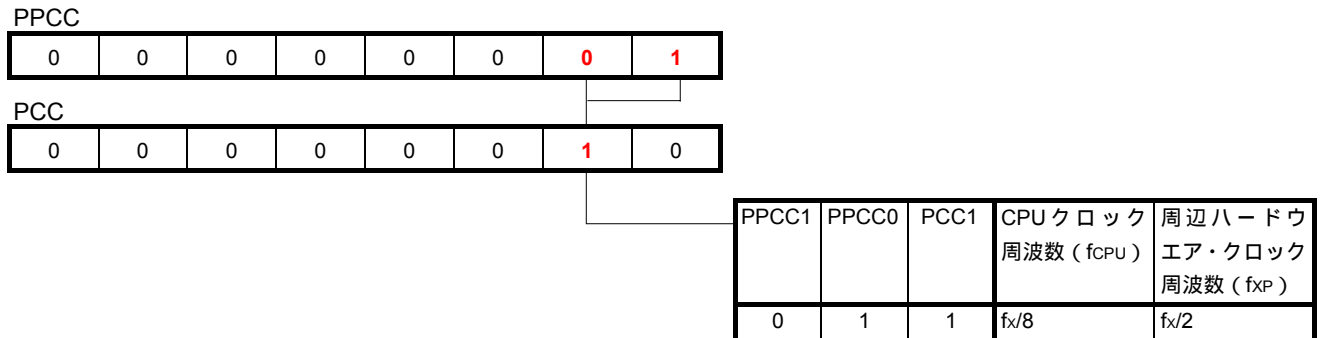 PPCC
0 0 0 0 0 0 0 1
PCC
0 0 0 0 0 0 1 0
PPCC1 PPCC0 PCC1 CPUクロック周波数（fCPU） 周辺ハードウエア・クロック周波数（fXP）
0 1 1 fX/8 fX/2